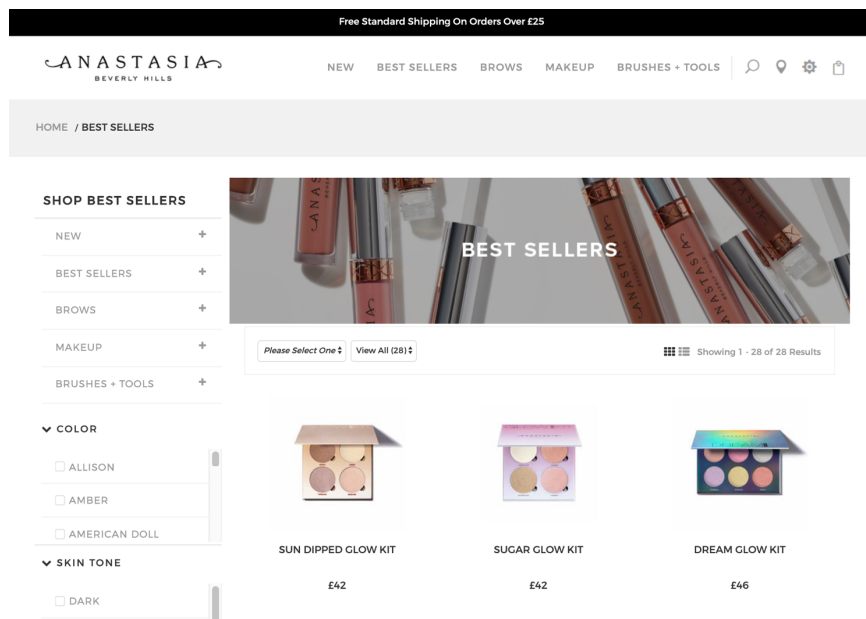 Free Standard Shipping On Orders Over £25
ANASTASIA
BEVERLY HILLS
NEW BEST SELLERS BROWS MAKEUP BRUSHES + TOOLS
HOME / BEST SELLERS
SHOP BEST SELLERS
NEW +
BEST SELLERS +
BROWS +
MAKEUP +
BRUSHES + TOOLS +
COLOR
ALLISON
AMBER
AMERICAN DOLL
SKIN TONE
DARK
BEST SELLERS
ANAS
ANASTASIA
ANASTA
Please Select One View All (28) Showing 1 - 28 of 28 Results
SUN DIPPED GLOW KIT SUGAR GLOW KIT DREAM GLOW KIT
£42 £42 £46